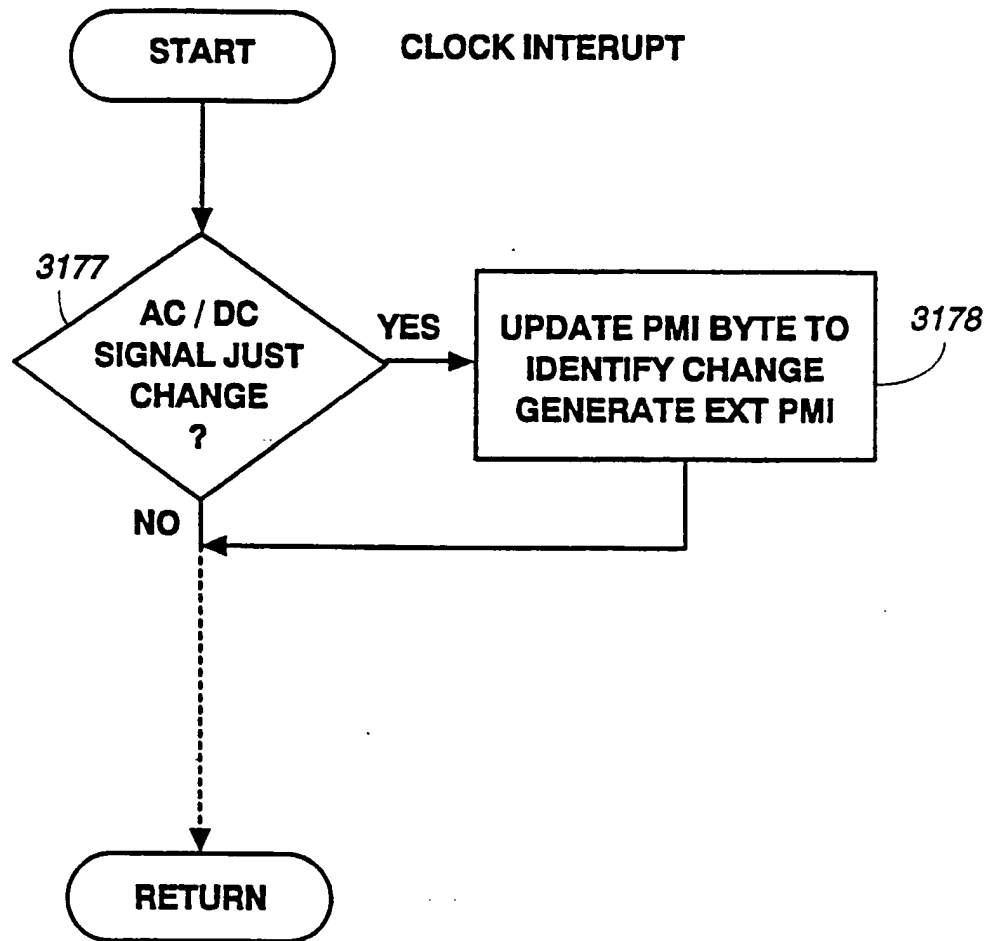 START
CLOCK INTERUPT
3177
AC / DC
SIGNAL JUST
CHANGE
?
YES
UPDATE PMI BYTE TO
IDENTIFY CHANGE
GENERATE EXT PMI
3178
NO
RETURN